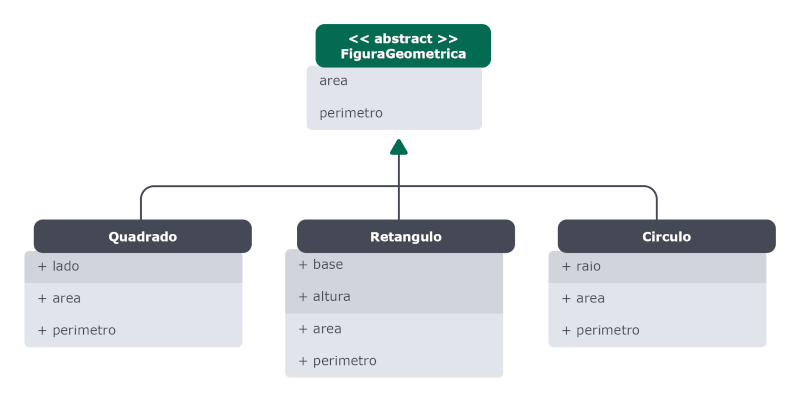 << abstract >>
FiguraGeometrica
area
perimetro
Quadrado
+ lado
+ area
+ perimetro
Retangulo
+ base
+ altura
+ area
+ perimetro
Circulo
+ raio
+ area
+ perimetro